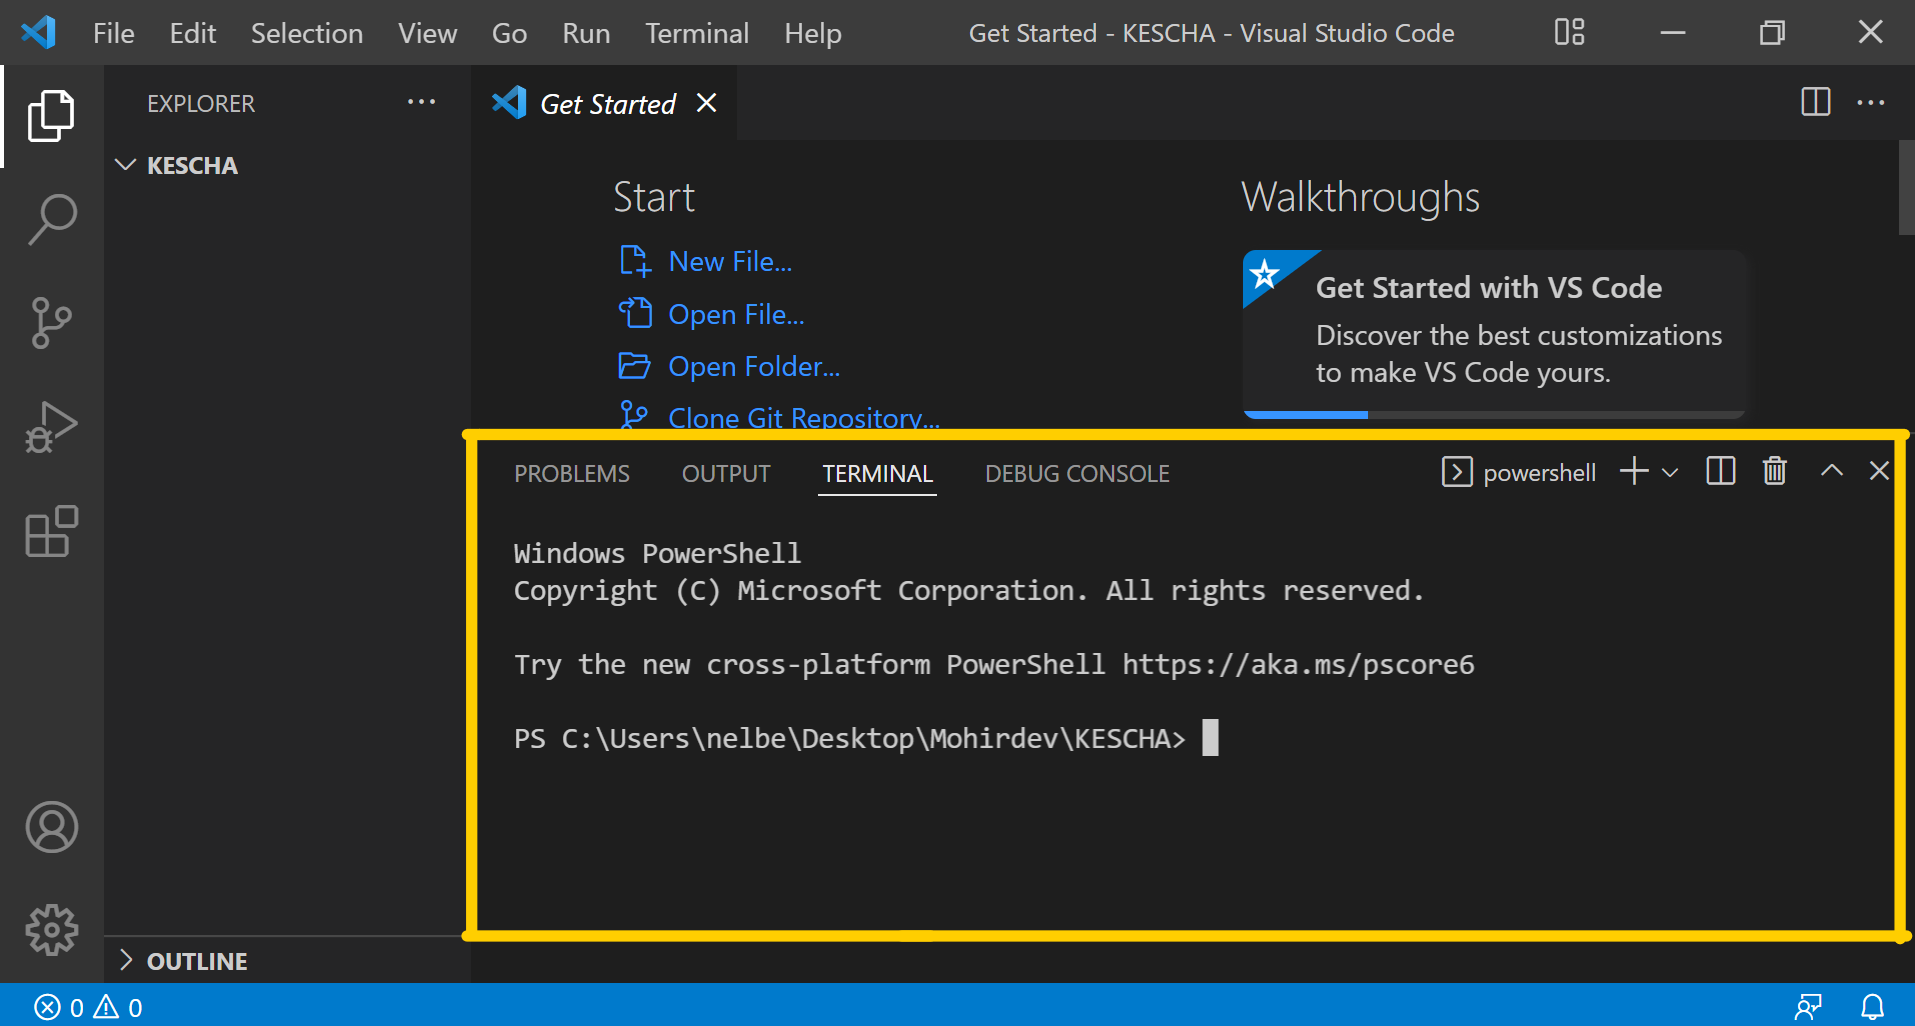 File Edit Selection View Go Run Terminal Help Get Started - KESCHA - Visual Studio Code
EXPLORER
KESCHA
OUTLINE
Get Started
Start
New File...
Open File...
Open Folder...
Clone Git Repository...
Walkthroughs
Get Started with VS Code
Discover the best customizations
to make VS Code yours.
PROBLEMS OUTPUT TERMINAL DEBUG CONSOLE powershell
Windows PowerShell
Copyright (C) Microsoft Corporation. All rights reserved.
Try the new cross-platform PowerShell https://aka.ms/pscore6
PS C:\Users\nelbe\Desktop\Mohirdev\KESCHA>
0 0